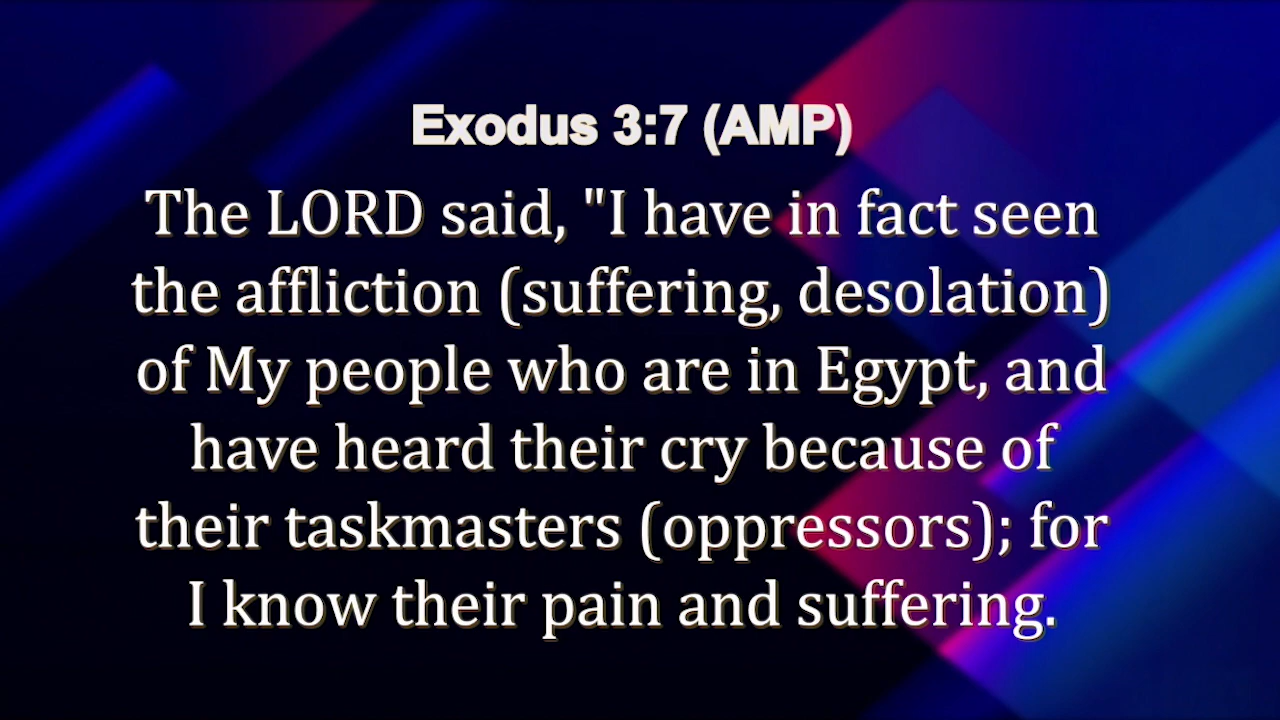 Exodus 3:7 (AMP)
The LORD said, "I have in fact seen
the affliction (suffering, desolation)
of My people who are in Egypt, and
have heard their cry because of
their taskmasters (oppressors); for
I know their pain and suffering.